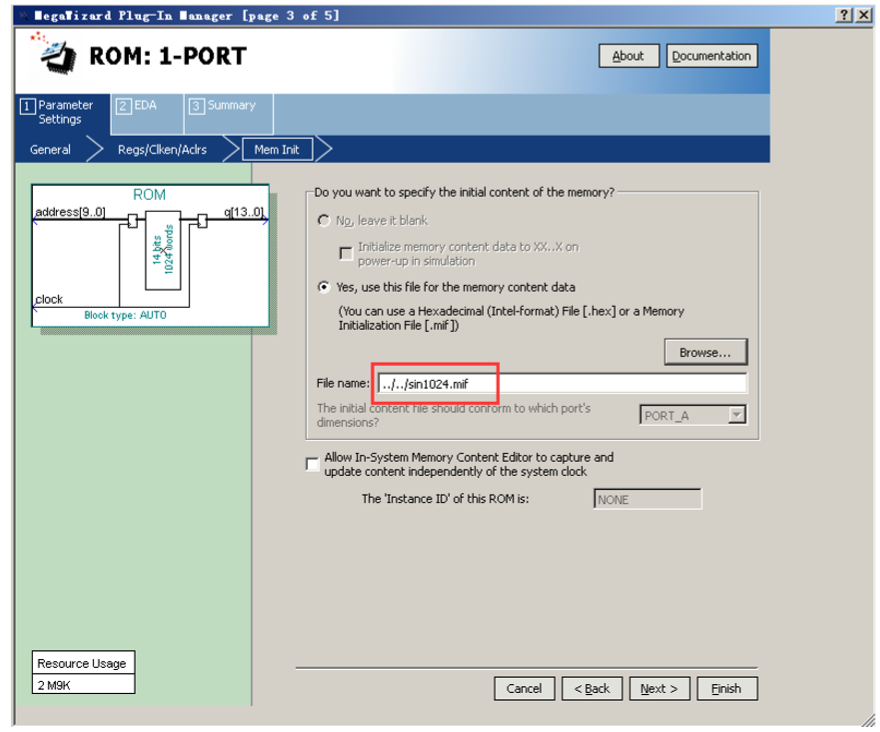 MegaWizard Plug-In Manager [page 3 of 5]
ROM: 1-PORT
About
Documentation
1 Parameter Settings
2 EDA
3 Summary
General
Regs/Clken/Aclrs
Mem Init
ROM
address[9..0]
q[13..0]
14 bits
1024 words
clock
Block type: AUTO
Do you want to specify the initial content of the memory?
No, leave it blank
Initialize memory content data to XX..X on
power-up in simulation
Yes, use this file for the memory content data
(You can use a Hexadecimal (Intel-format) File [.hex] or a Memory
Initialization File [.mif])
Browse...
File name: ../../sin1024.mif
The initial content file should conform to which port's
dimensions?
PORT_A
Allow In-System Memory Content Editor to capture and
update content independently of the system clock
The 'Instance ID' of this ROM is:
NONE
Resource Usage
2 M9K
Cancel
< Back
Next >
Finish